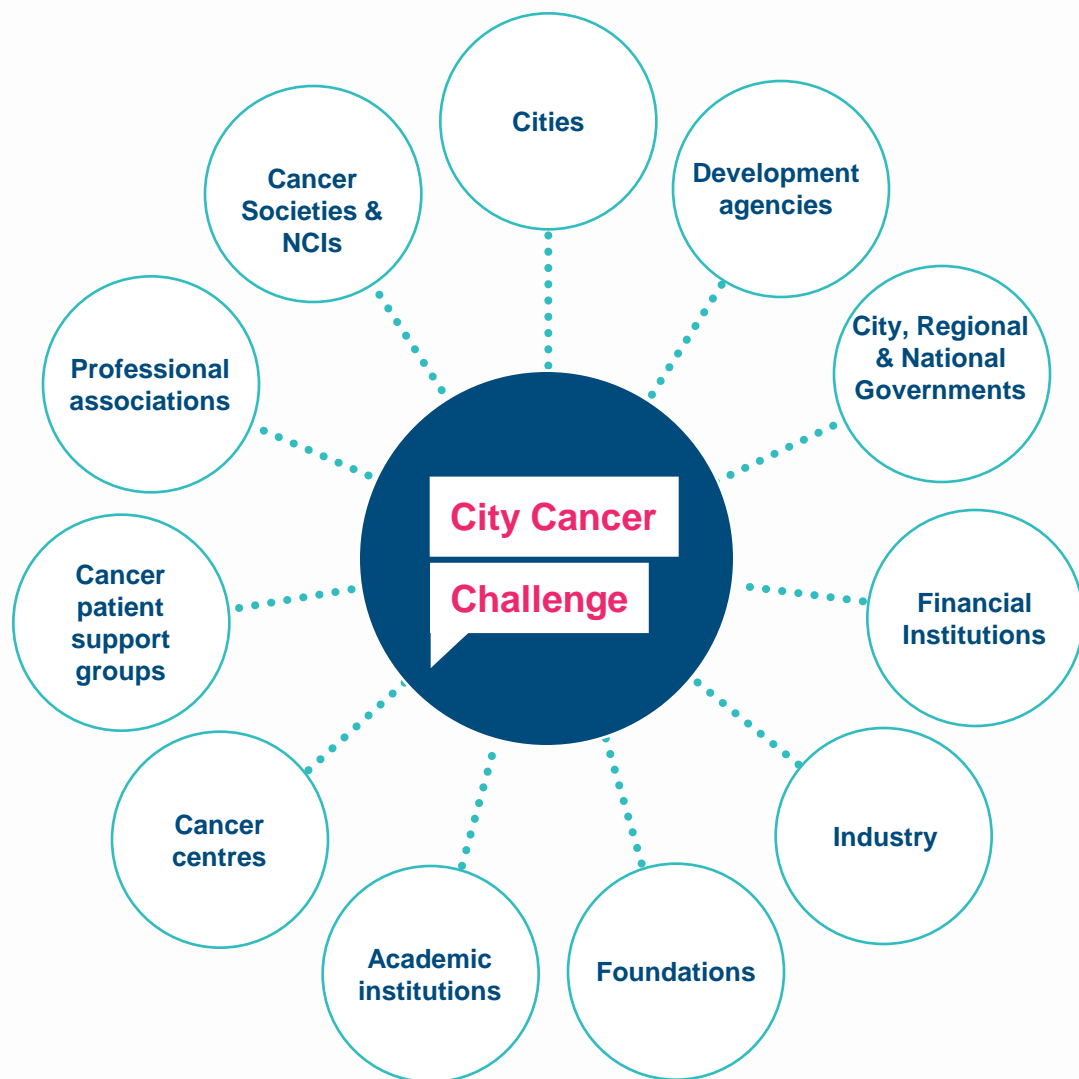 Cities
Development
agencies
City, Regional
& National
Governments
Financial
Institutions
Industry
Foundations
Academic
institutions
Cancer
centres
Cancer
patient
support
groups
Professional
associations
Cancer
Societies &
NCIs
City Cancer
Challenge